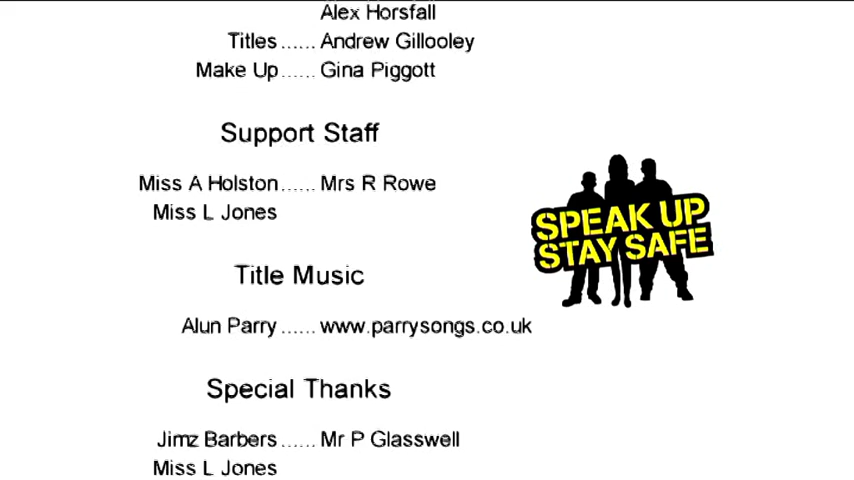 Alex Horsfall
Titles ...... Andrew Gillooley
Make Up ...... Gina Piggott
Support Staff
Miss A Holston ...... Mrs R Rowe
Miss L Jones
SPEAK UP
STAY SAFE
Title Music
Alun Parry ...... www.parrysongs.co.uk
Special Thanks
Jimz Barbers ...... Mr P Glasswell
Miss L Jones